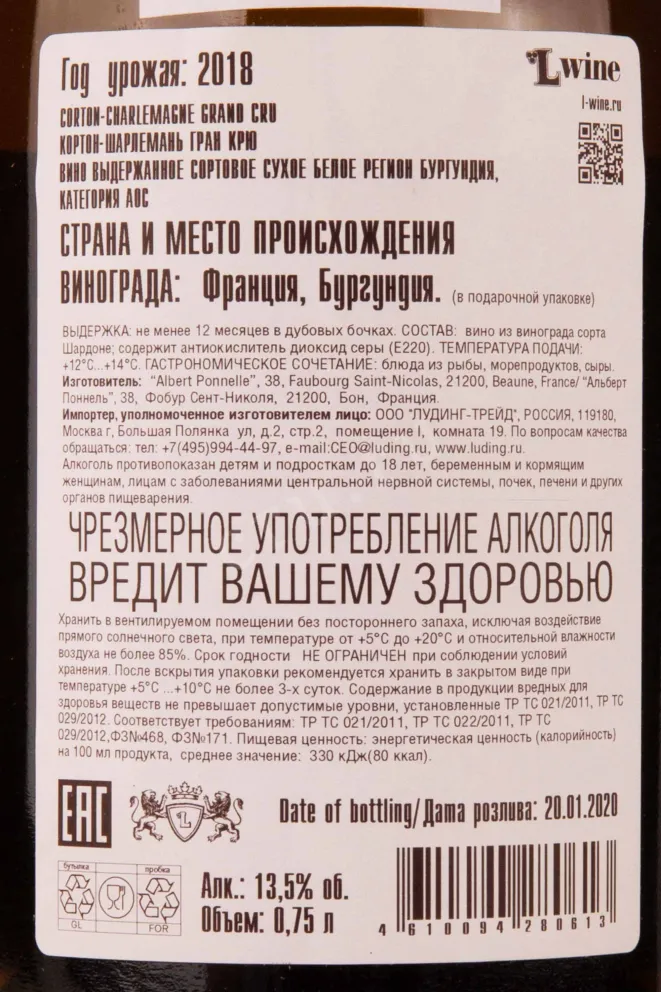 Год урожая: 2018
Lwine
l-wine.ru
CORTON-CHARLEMAGNE GRAND CRU
КОРТОН-ШАРЛЕМАНЬ ГРАН КРЮ
ВИНО ВЫДЕРЖАННОЕ СОРТОВОЕ СУХОЕ БЕЛОЕ РЕГИОН БУРГУНДИЯ,
КАТЕГОРИЯ АОС
СТРАНА И МЕСТО ПРОИСХОЖДЕНИЯ
ВИНОГРАДА: Франция, Бургундия. (в подарочной упаковке)
ВЫДЕРЖКА: не менее 12 месяцев в дубовых бочках. СОСТАВ: вино из винограда сорта
Шардоне; содержит антиокислитель диоксид серы (Е220). ТЕМПЕРАТУРА ПОДАЧИ:
+12°C...+14°C. ГАСТРОНОМИЧЕСКОЕ СОЧЕТАНИЕ: блюда из рыбы, морепродуктов, сыры.
Изготовитель: “Albert Ponnelle”, 38, Faubourg Saint-Nicolas, 21200, Beaune, France/ “Альберт
Поннель”, 38, Фобур Сент-Николя, 21200, Бон, Франция.
Импортер, уполномоченное изготовителем лицо: ООО “ЛУДИНГ-ТРЕЙД”, РОССИЯ, 119180,
Москва г, Большая Полянка ул, д.2, стр.2, помещение I, комната 19. По вопросам качества
обращаться: тел: +7(495)994-44-97, e-mail:CEO@luding.ru, www.luding.ru.
Алкоголь противопоказан детям и подросткам до 18 лет, беременным и кормящим
женщинам, лицам с заболеваниями центральной нервной системы, почек, печени и других
органов пищеварения.
ЧРЕЗМЕРНОЕ УПОТРЕБЛЕНИЕ АЛКОГОЛЯ
ВРЕДИТ ВАШЕМУ ЗДОРОВЬЮ
Хранить в вентилируемом помещении без постороннего запаха, исключая воздействие
прямого солнечного света, при температуре от +5°C до +20°C и относительной влажности
воздуха не более 85%. Срок годности НЕ ОГРАНИЧЕН при соблюдении условий
хранения. После вскрытия упаковки рекомендуется хранить в закрытом виде при
температуре +5°C ...+10°C не более 3-х суток. Содержание в продукции вредных для
здоровья веществ не превышает допустимые уровни, установленные ТР ТС 021/2011, ТР ТС
029/2012. Соответствует требованиям: ТР ТС 021/2011, ТР ТС 022/2011, ТР ТС
029/2012,ФЗ№468, ФЗ№171. Пищевая ценность: энергетическая ценность (калорийность)
на 100 мл продукта, среднее значение: 330 кДж(80 ккал).
EAC
L
Date of bottling/Дата розлива: 20.01.2020
бутылка
пробка
GL
FOR
Алк.: 13,5% об.
Объем: 0,75 л
4 610094 280613